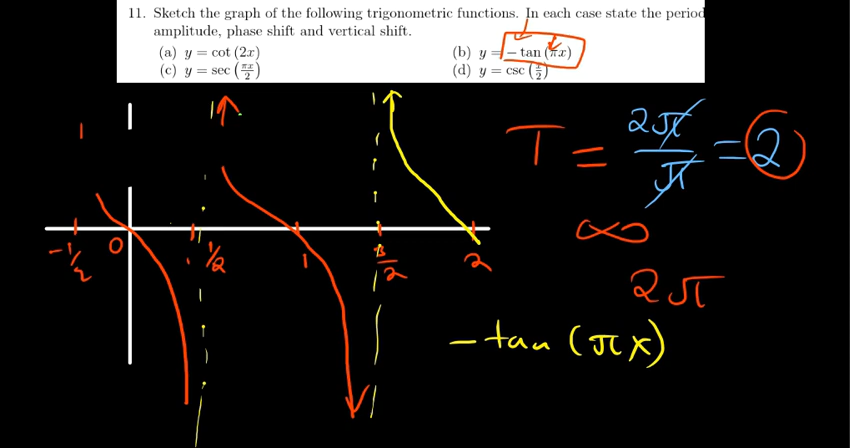 11. Sketch the graph of the following trigonometric functions. In each case state the period
amplitude, phase shift and vertical shift.
(a) y = cot (2x)
(b) y = − tan (πx)
(c) y = sec (πx/2)
(d) y = csc (x/2)
T = 2π/π = 2
∞
2π
− tan (πx)
−1/2 0 1/2 1 3/2 2